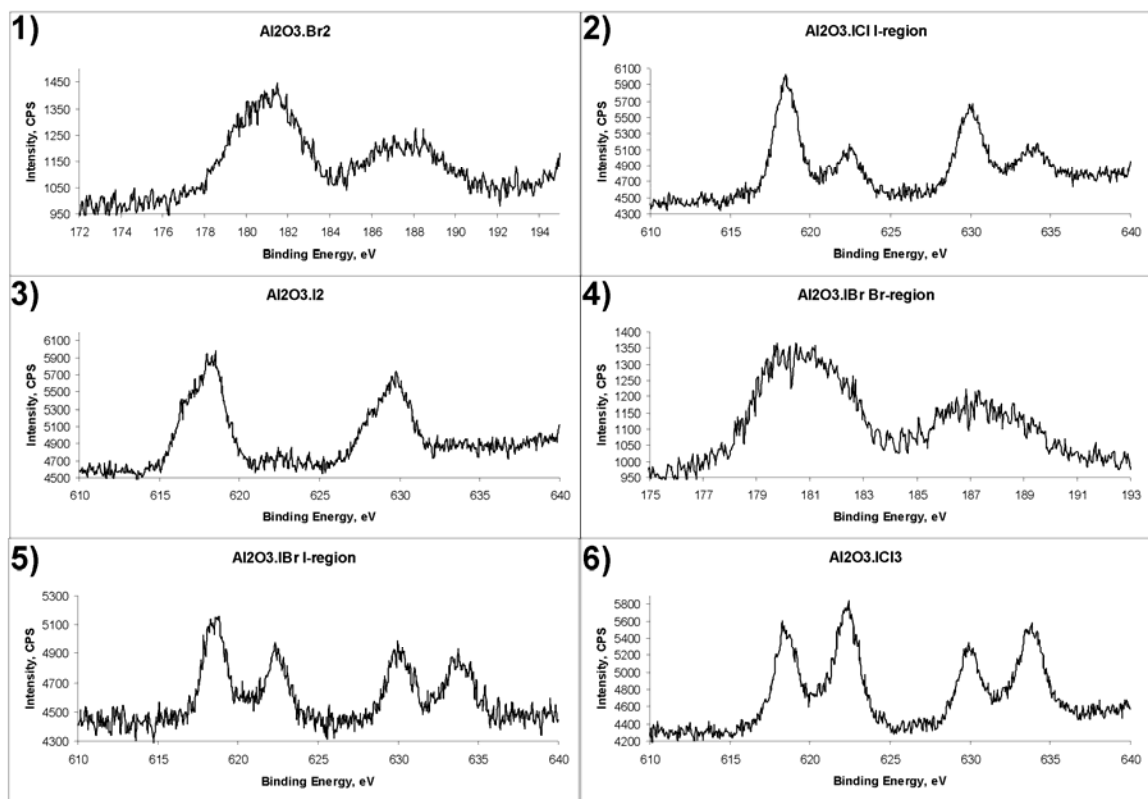 1)
Al2O3.Br2
Intensity, CPS
1450
1350
1250
1150
1050
950
172 174 176 178 180 182 184 186 188 190 192 194
Binding Energy, eV
2)
Al2O3.ICl I-region
Intensity, CPS
6100
5900
5700
5500
5300
5100
4900
4700
4500
4300
610 615 620 625 630 635 640
Binding Energy, eV
3)
Al2O3.I2
Intensity, CPS
6100
5900
5700
5500
5300
5100
4900
4700
4500
610 615 620 625 630 635 640
Binding Energy, eV
4)
Al2O3.IBr Br-region
Intensity, CPS
1400
1350
1300
1250
1200
1150
1100
1050
1000
950
175 177 179 181 183 185 187 189 191 193
Binding Energy, eV
5)
Al2O3.IBr I-region
Intensity, CPS
5300
5100
4900
4700
4500
4300
610 615 620 625 630 635 640
Binding Energy, eV
6)
Al2O3.ICl3
Intensity, CPS
5800
5600
5400
5200
5000
4800
4600
4400
4200
610 615 620 625 630 635 640
Binding Energy, eV